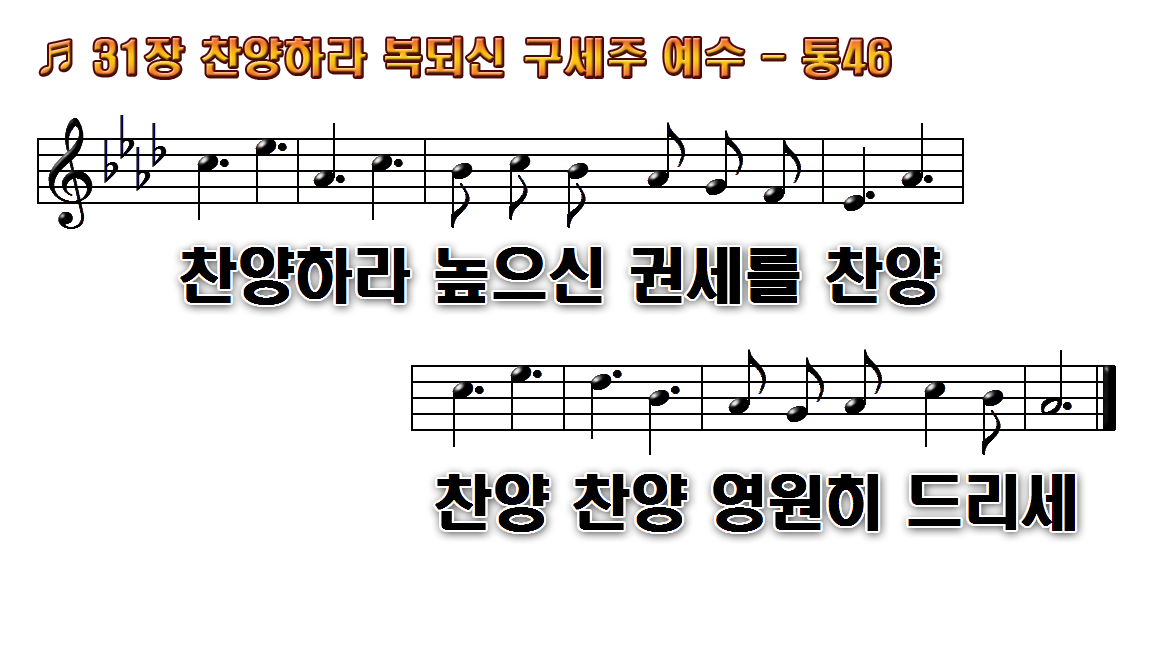 ♬ 31장 찬양하라 복되신 구세주 예수 - 통46
찬양하라 높으신 권세를 찬양
찬양 찬양 영원히 드리세